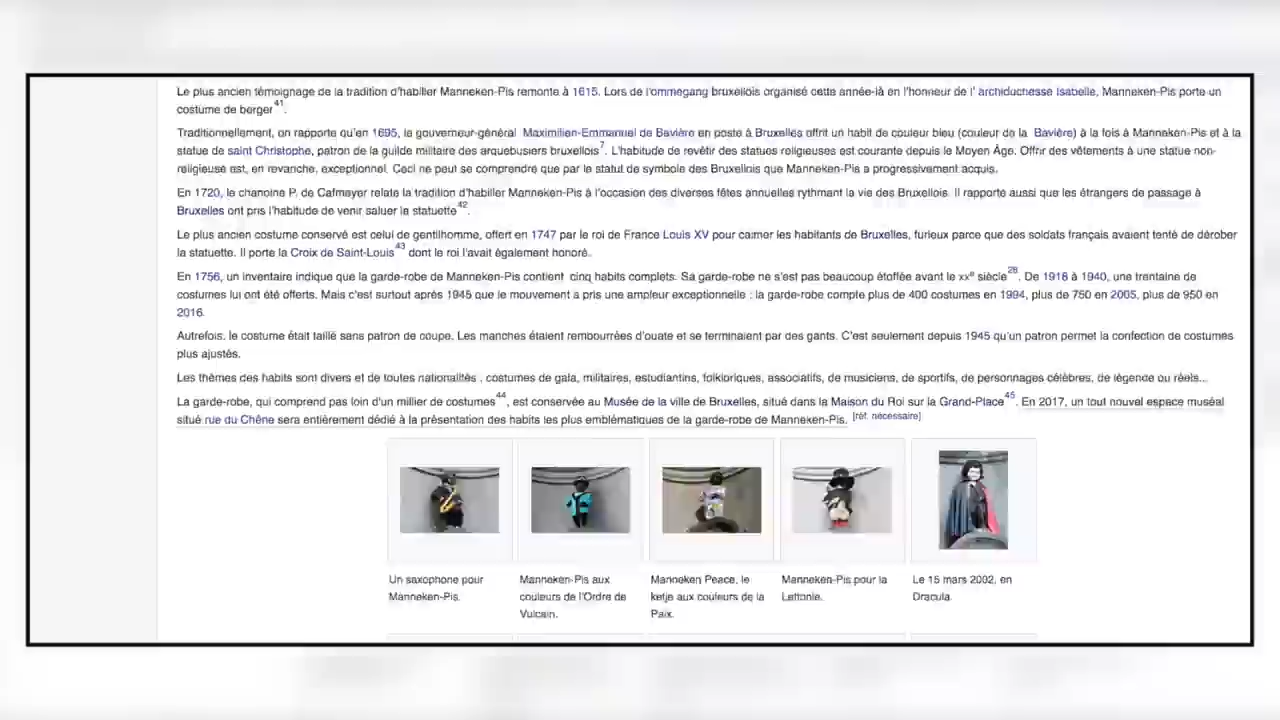 Le plus ancien témoignage de la tradition d'habiller Manneken-Pis remonte à 1615. Lors de l'ommegang bruxellois organisé cette année-là en l'honneur de l' archiduchesse Isabelle, Manneken-Pis porte un
costume de berger41.
Traditionnellement, on rapporte qu'en 1695, le gouverneur-général Maximilien-Emmanuel de Bavière en poste à Bruxelles offrit un habit de couleur bleu (couleur de la Bavière) à la fois à Manneken-Pis et à la
statue de saint Christophe, patron de la guilde militaire des arquebusiers bruxellois7. L'habitude de revêtir des statues religieuses est courante depuis le Moyen Âge. Offrir des vêtements à une statue non-
religieuse est, en revanche, exceptionnel. Ceci ne peut se comprendre que par le statut de symbole des Bruxellois que Manneken-Pis a progressivement acquis.
En 1720, le chanoine P. de Cafmeyer relate la tradition d'habiller Manneken-Pis à l'occasion des diverses fêtes annuelles rythmant la vie des Bruxellois. Il rapporte aussi que les étrangers de passage à
Bruxelles ont pris l'habitude de venir saluer la statuette42.
Le plus ancien costume conservé est celui de gentilhomme, offert en 1747 par le roi de France Louis XV pour calmer les habitants de Bruxelles, furieux parce que des soldats français avaient tenté de dérober
la statuette. Il porte la Croix de Saint-Louis43 dont le roi l'avait également honoré.
En 1756, un inventaire indique que la garde-robe de Manneken-Pis contient cinq habits complets. Sa garde-robe ne s'est pas beaucoup étoffée avant le xxe siècle28. De 1918 à 1940, une trentaine de
costumes lui ont été offerts. Mais c'est surtout après 1945 que le mouvement a pris une ampleur exceptionnelle : la garde-robe compte plus de 400 costumes en 1994, plus de 750 en 2005, plus de 950 en
2016.
Autrefois, le costume était taillé sans patron de coupe. Les manches étaient rembourrées d'ouate et se terminaient par des gants. C'est seulement depuis 1945 qu'un patron permet la confection de costumes
plus ajustés.
Les thèmes des habits sont divers et de toutes nationalités : costumes de gala, militaires, estudiantins, folkloriques, associatifs, de musiciens, de sportifs, de personnages célèbres, de légende ou réels...
La garde-robe, qui comprend pas loin d'un millier de costumes44, est conservée au Musée de la ville de Bruxelles, situé dans la Maison du Roi sur la Grand-Place45. En 2017, un tout nouvel espace muséal
situé rue du Chêne sera entièrement dédié à la présentation des habits les plus emblématiques de la garde-robe de Manneken-Pis. [réf. nécessaire]
Un saxophone pour
Manneken-Pis.
Manneken-Pis aux
couleurs de l'Ordre de
Vulcain.
Manneken Peace, le
ketje aux couleurs de la
Paix.
Manneken-Pis pour la
Lettonie.
Le 15 mars 2002, en
Dracula.